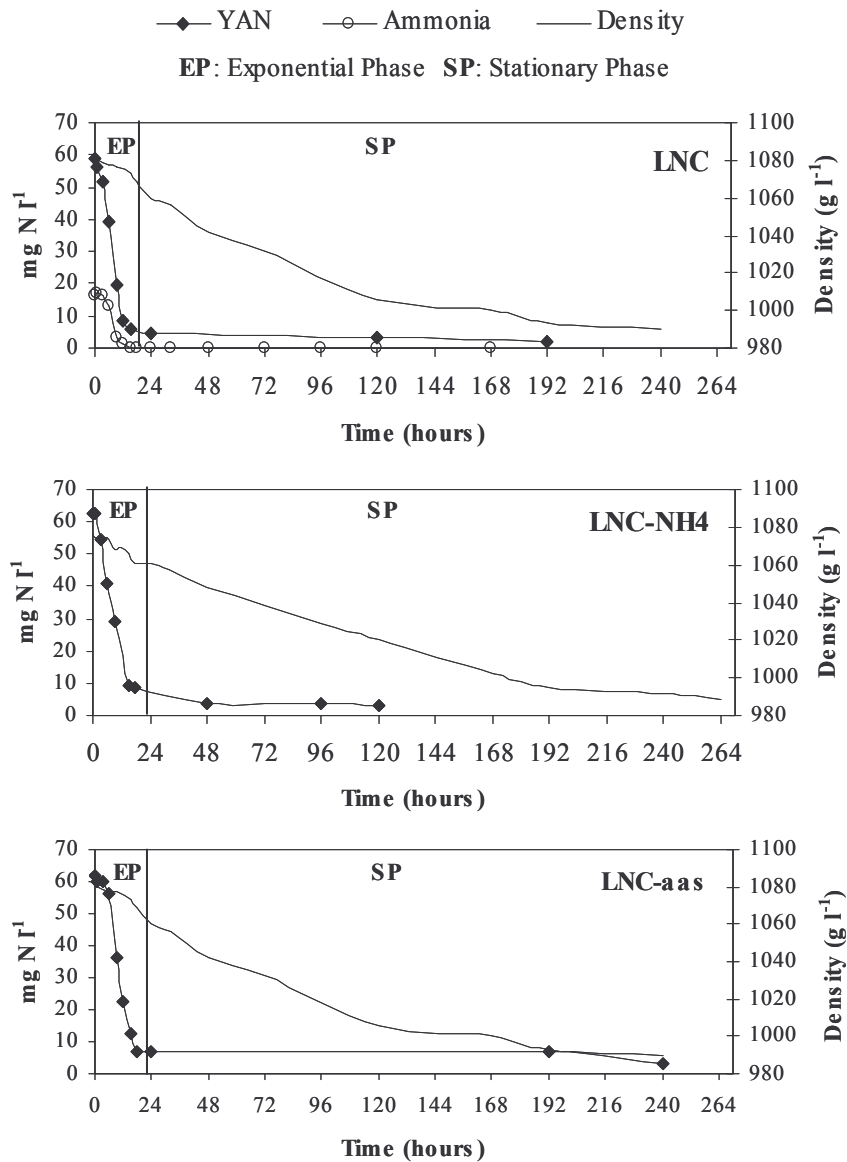 YAN Ammonia Density
EP: Exponential Phase SP: Stationary Phase
70 60 50 40 30 20 10 0
mg N l⁻¹
EP SP LNC
1100 1080 1060 1040 1020 1000 980
Density (g l⁻¹)
0 24 48 72 96 120 144 168 192 216 240 264
Time (hours)
70 60 50 40 30 20 10 0
mg N l⁻¹
EP SP LNC-NH4
1100 1080 1060 1040 1020 1000 980
Density (g l⁻¹)
0 24 48 72 96 120 144 168 192 216 240 264
Time (hours)
70 60 50 40 30 20 10 0
mg N l⁻¹
EP SP LNC-aas
1100 1080 1060 1040 1020 1000 980
Density (g l⁻¹)
0 24 48 72 96 120 144 168 192 216 240 264
Time (hours)